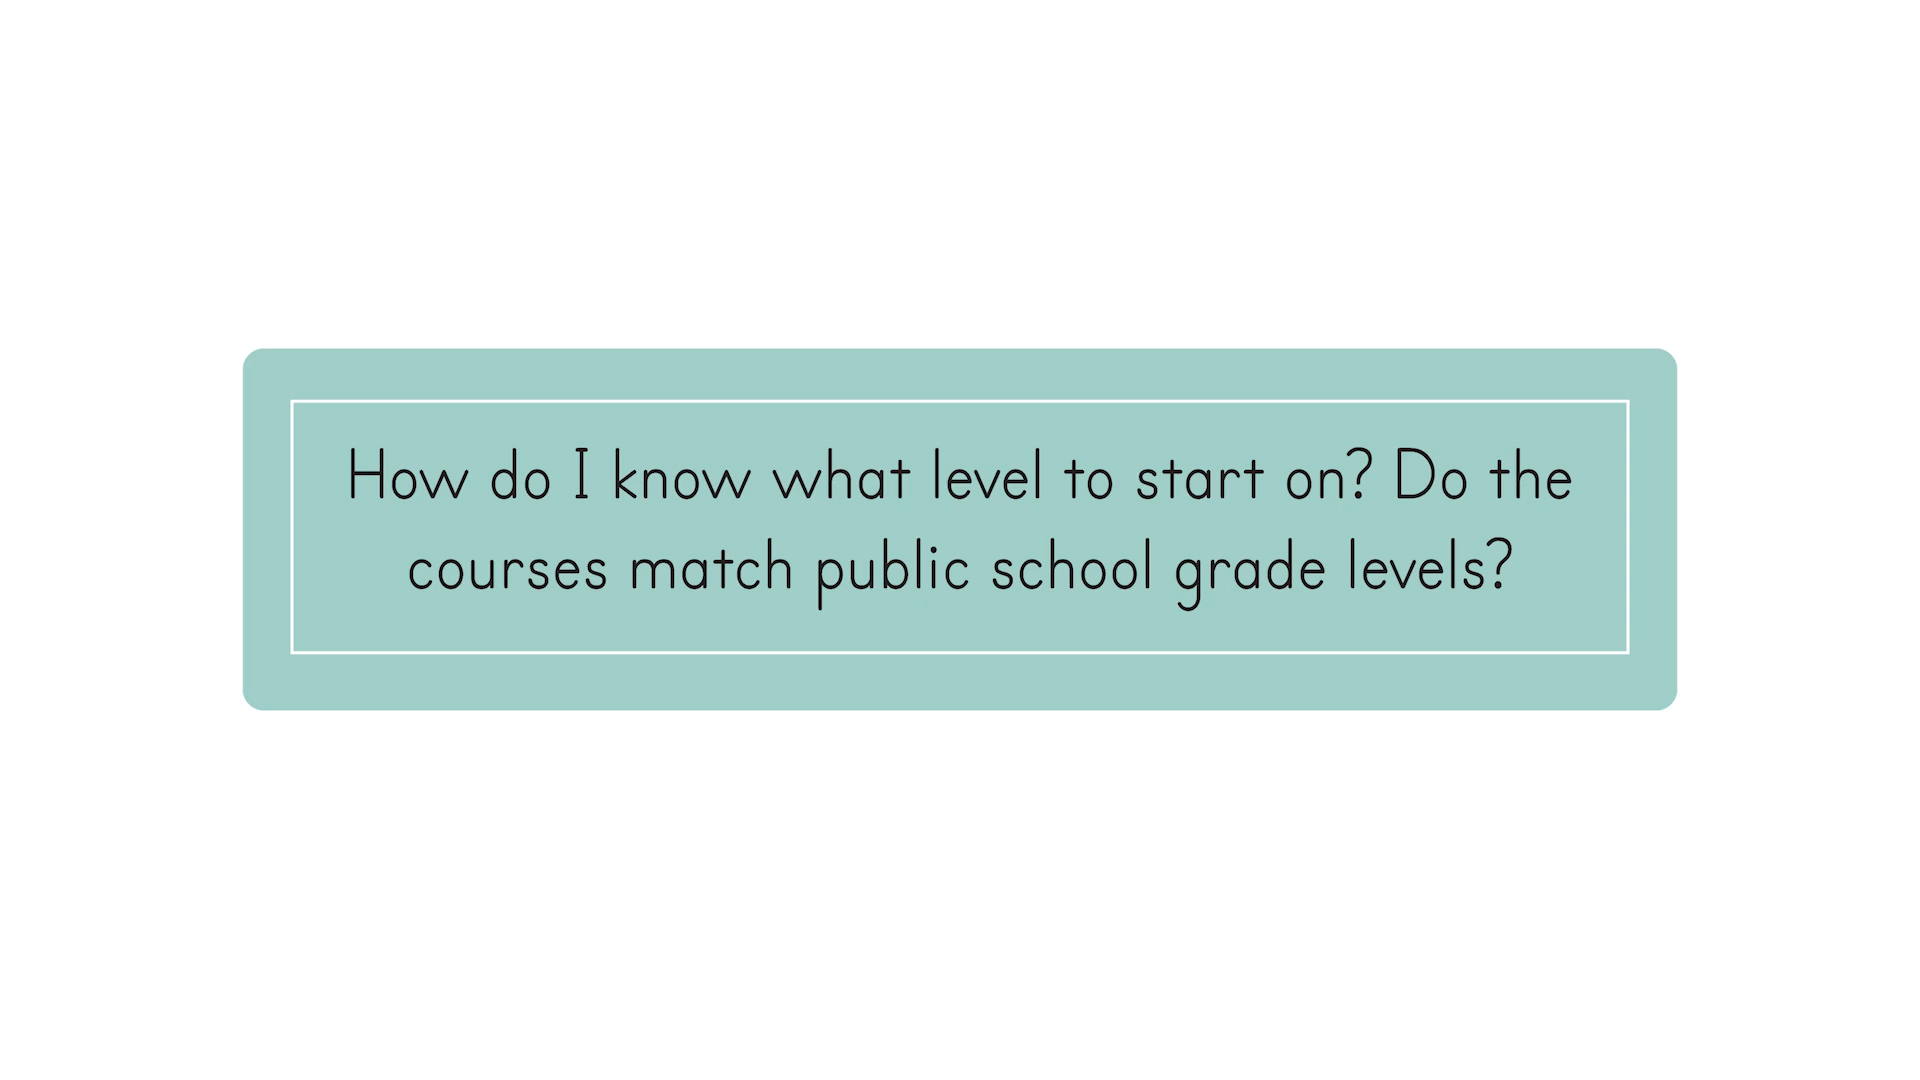 How do I know what level to start on? Do the
courses match public school grade levels?